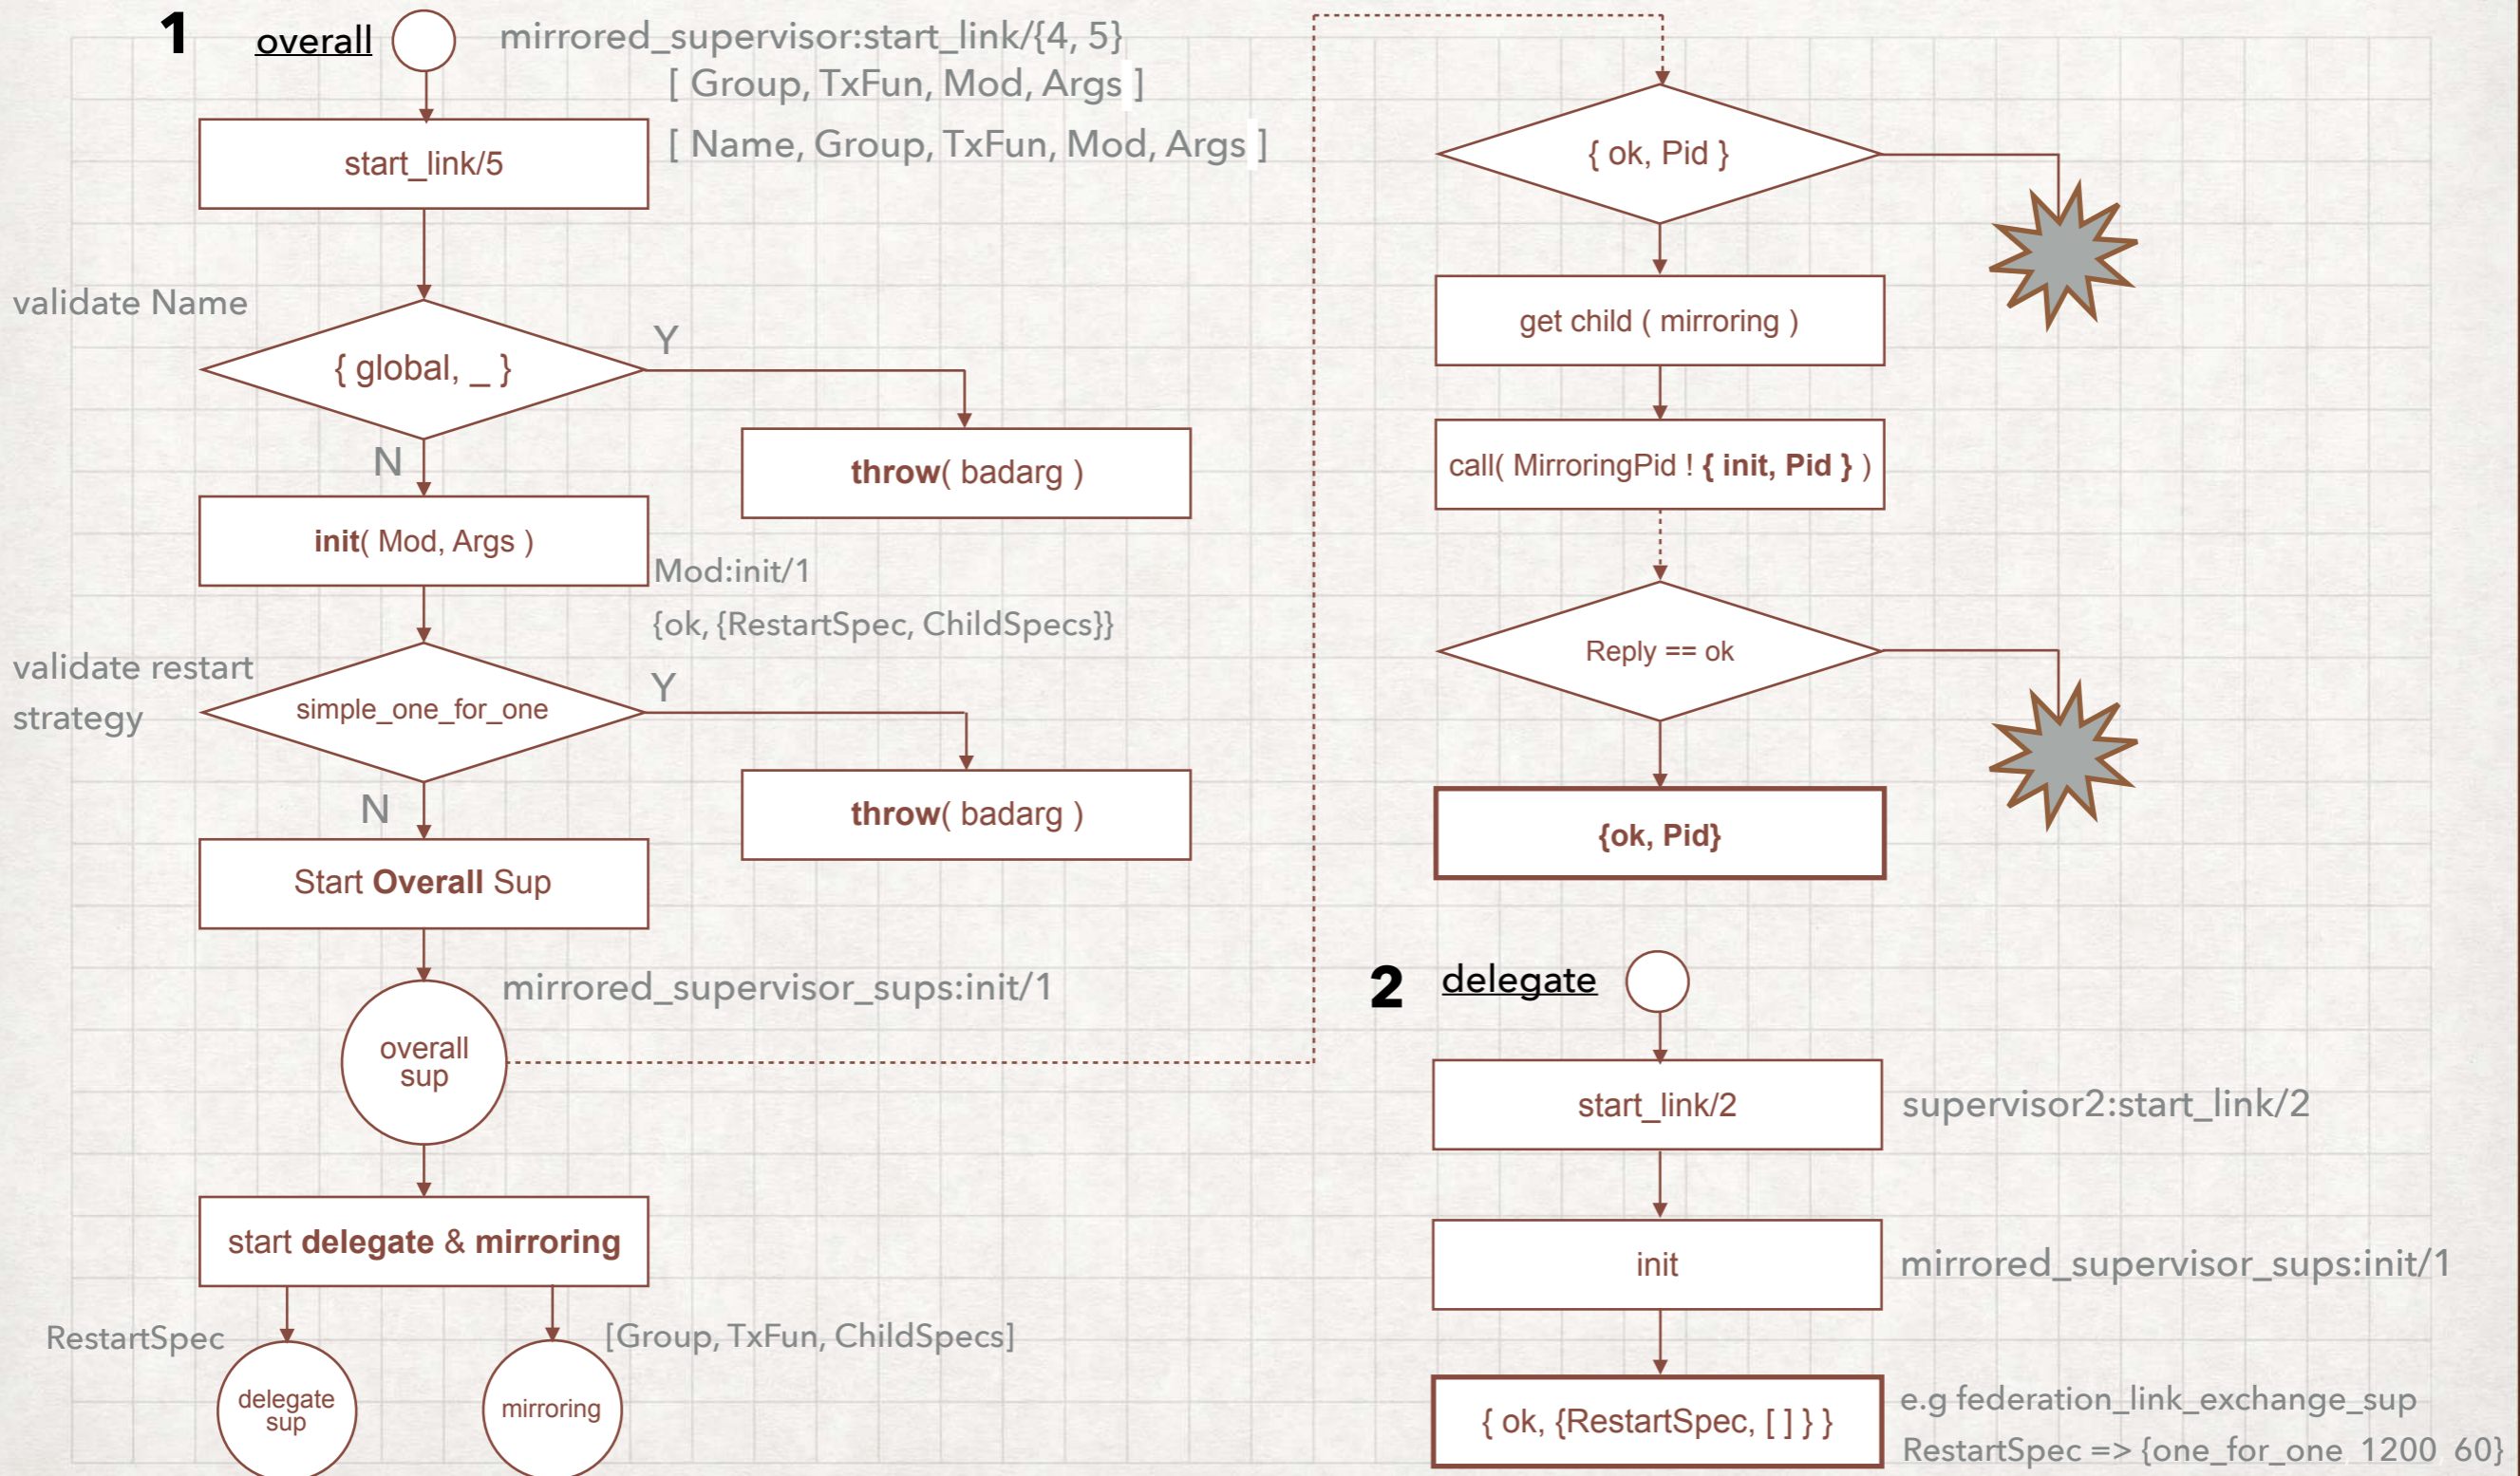 1 overall
mirrored_supervisor:start_link/{4, 5}
[ Group, TxFun, Mod, Args ]
[ Name, Group, TxFun, Mod, Args ]
start_link/5
validate Name
{ global, _ }
Y
N
throw( badarg )
init( Mod, Args )
Mod:init/1
{ok, {RestartSpec, ChildSpecs}}
validate restart
strategy
simple_one_for_one
Y
N
throw( badarg )
Start Overall Sup
mirrored_supervisor_sups:init/1
overall
sup
start delegate & mirroring
RestartSpec
[Group, TxFun, ChildSpecs]
delegate
sup
mirroring
{ ok, Pid }
get child ( mirroring )
call( MirroringPid ! { init, Pid } )
Reply == ok
{ok, Pid}
2 delegate
start_link/2
supervisor2:start_link/2
init
mirrored_supervisor_sups:init/1
{ ok, {RestartSpec, [ ] } }
e.g federation_link_exchange_sup
RestartSpec => {one_for_one 1200 60}